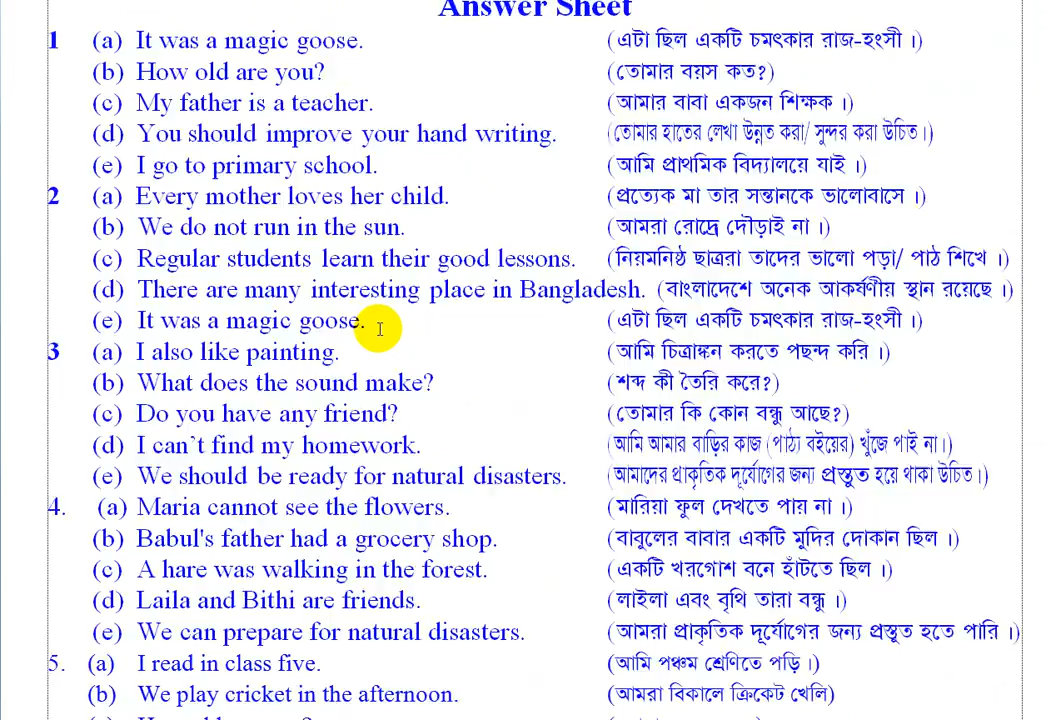 Answer Sheet
1 (a) It was a magic goose. (এটা ছিল একটি চমৎকার রাজ-হংসী ।)
(b) How old are you? (তোমার বয়স কত?)
(c) My father is a teacher. (আমার বাবা একজন শিক্ষক ।)
(d) You should improve your hand writing. (তোমার হাতের লেখা উন্নত করা/ সুন্দর করা উচিত।)
(e) I go to primary school. (আমি প্রাথমিক বিদ্যালয়ে যাই ।)
2 (a) Every mother loves her child. (প্রত্যেক মা তার সন্তানকে ভালোবাসে ।)
(b) We do not run in the sun. (আমরা রোদ্রে দৌড়াই না ।)
(c) Regular students learn their good lessons. (নিয়মনিষ্ঠ ছাত্ররা তাদের ভালো পড়া/ পাঠ শিখে ।)
(d) There are many interesting place in Bangladesh. (বাংলাদেশে অনেক আকর্ষণীয় স্থান রয়েছে ।)
(e) It was a magic goose. (এটা ছিল একটি চমৎকার রাজ-হংসী ।)
3 (a) I also like painting. (আমি চিত্রাঙ্কন করতে পছন্দ করি ।)
(b) What does the sound make? (শব্দ কী তৈরি করে?)
(c) Do you have any friend? (তোমার কি কোন বন্ধু আছে?)
(d) I can't find my homework. (আমি আমার বাড়ির কাজ (পাঠ্য বইয়ের) খুঁজে পাই না।)
(e) We should be ready for natural disasters. (আমাদের প্রাকৃতিক দূর্যোগের জন্য প্রস্তুত হয়ে থাকা উচিত।)
4. (a) Maria cannot see the flowers. (মারিয়া ফুল দেখতে পায় না ।)
(b) Babul's father had a grocery shop. (বাবুলের বাবার একটি মুদির দোকান ছিল ।)
(c) A hare was walking in the forest. (একটি খরগোশ বনে হাঁটতে ছিল ।)
(d) Laila and Bithi are friends. (লাইলা এবং বৃথি তারা বন্ধু ।)
(e) We can prepare for natural disasters. (আমরা প্রাকৃতিক দূর্যোগের জন্য প্রস্তুত হতে পারি ।)
5. (a) I read in class five. (আমি পঞ্চম শ্রেণিতে পড়ি ।)
(b) We play cricket in the afternoon. (আমরা বিকালে ক্রিকেট খেলি)